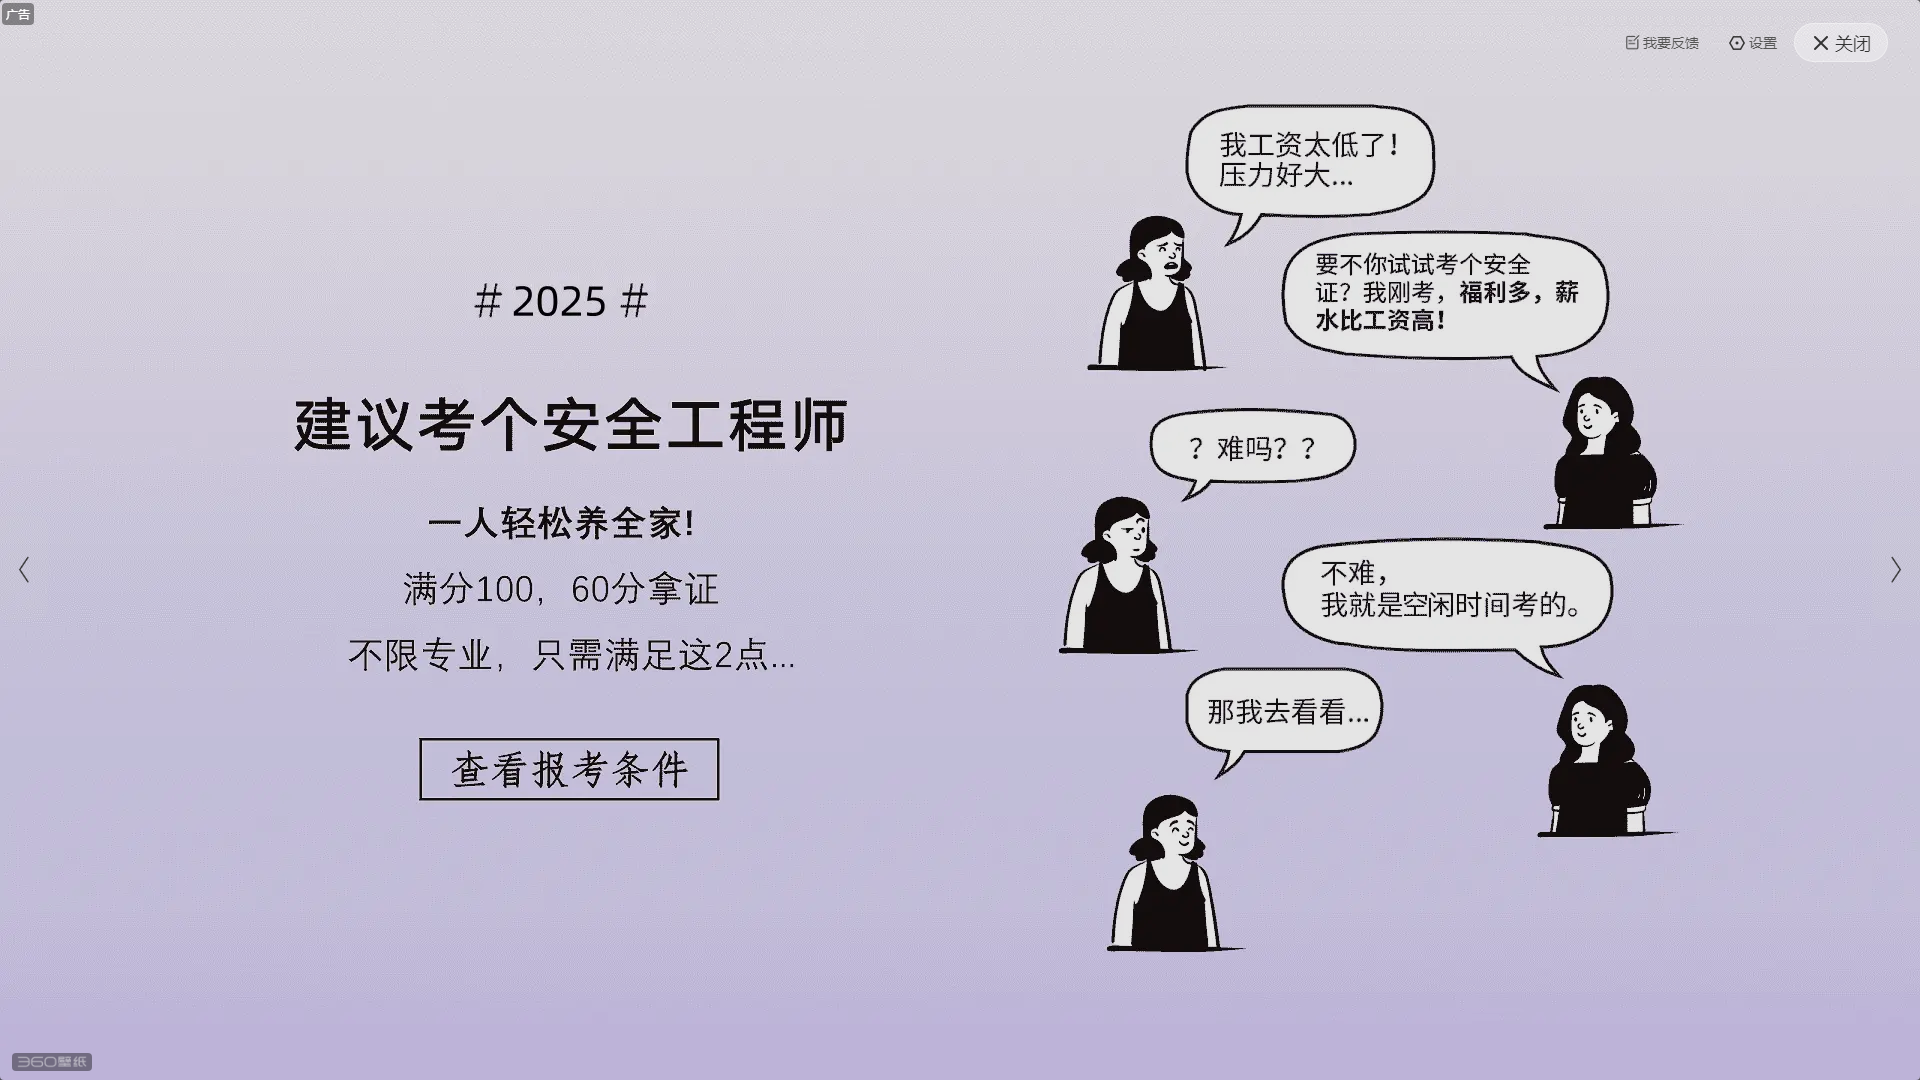 广告
我要反馈
设置
关闭
# 2025 #
建议考个安全工程师
一人轻松养全家!
满分100，60分拿证
不限专业，只需满足这2点...
查看报考条件
我工资太低了！
压力好大...
要不你试试考个安全
证？我刚考，福利多，薪
水比工资高！
？难吗？？
不难，
我就是空闲时间考的。
那我去看看...
360壁纸